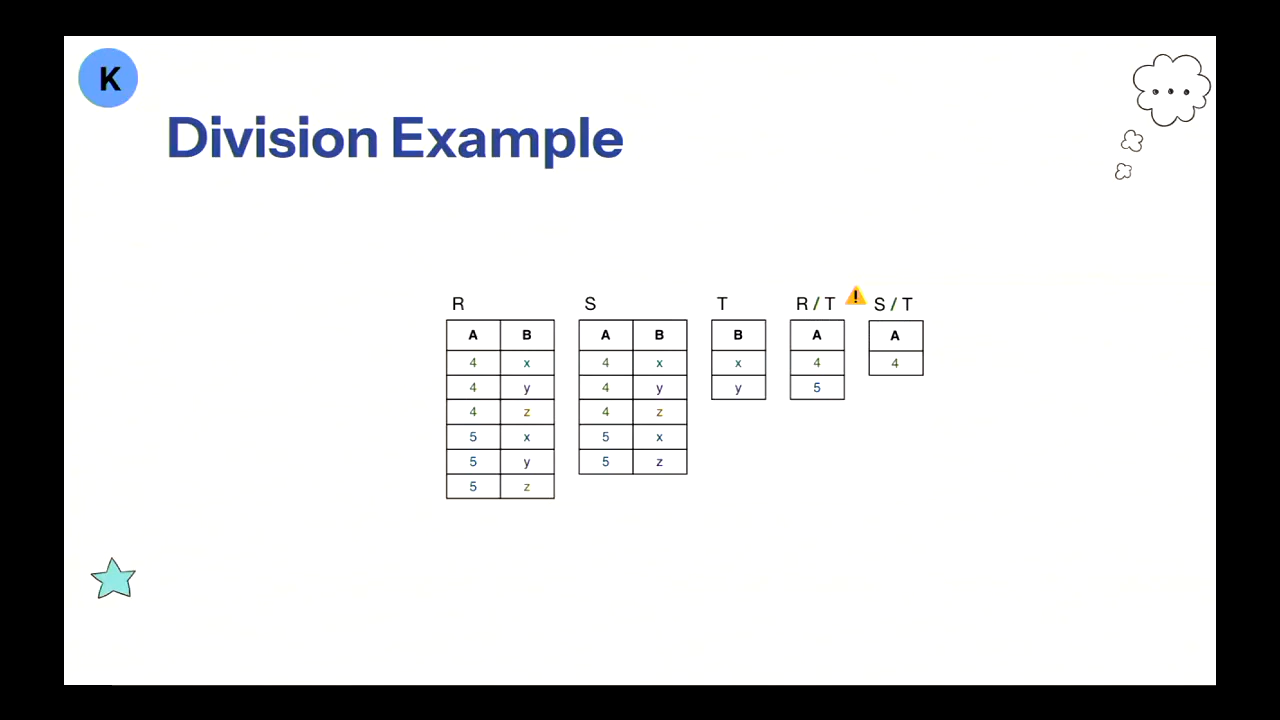 K
Division Example
R S T R / T S / T
A B A B B A A
4 x 4 x x 4 4
4 y 4 y y 5
4 z 4 z
5 x 5 x
5 y 5 z
5 z